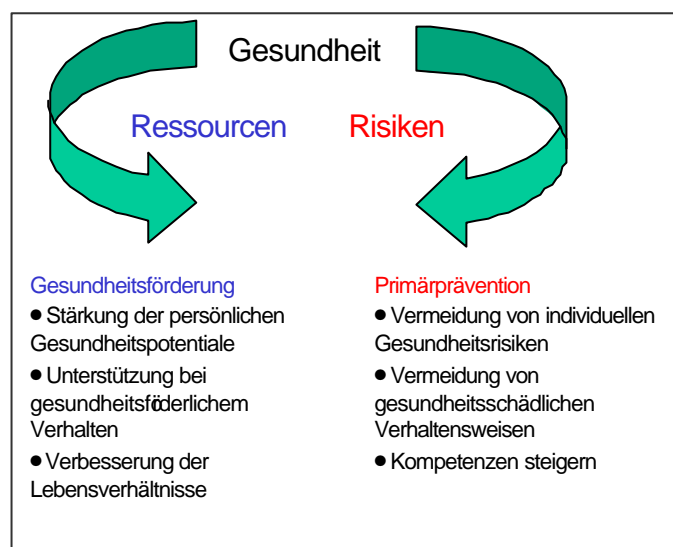 Gesundheit
Ressourcen Risiken
Gesundheitsförderung
● Stärkung der persönlichen
Gesundheitspotentiale
● Unterstützung bei
gesundheitsförderlichem
Verhalten
● Verbesserung der
Lebensverhältnisse
Primärprävention
● Vermeidung von individuellen
Gesundheitsrisiken
● Vermeidung von
gesundheitsschädlichen
Verhaltensweisen
● Kompetenzen steigern